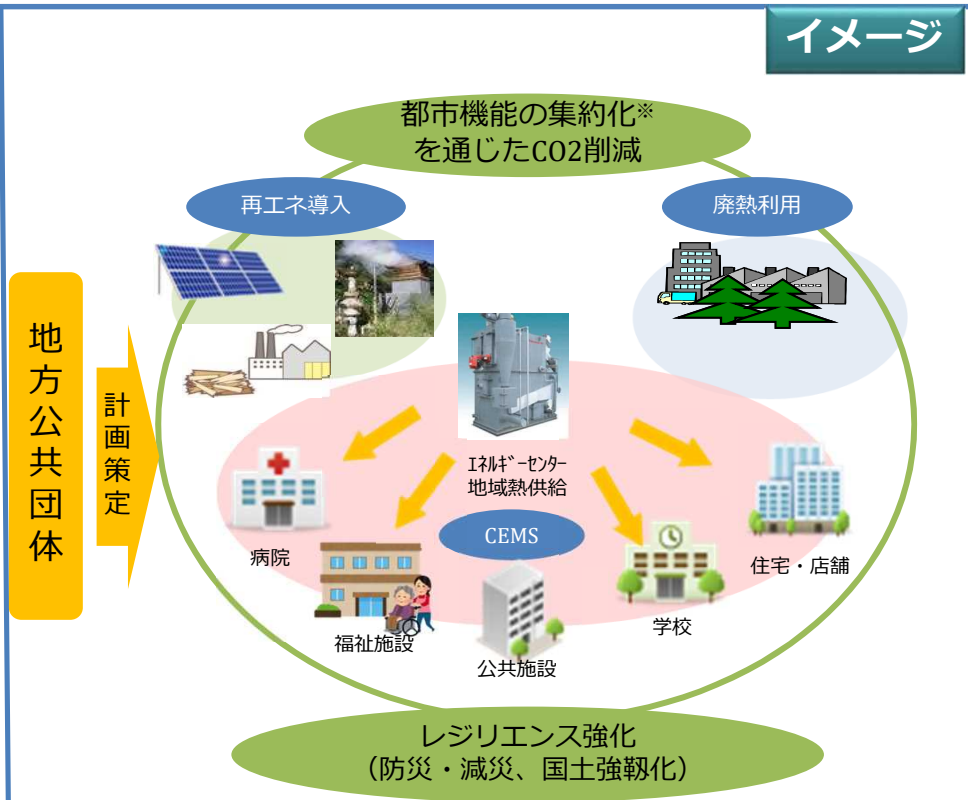 イメージ
都市機能の集約化※
を通じたCO2削減
再エネ導入
廃熱利用
地方公共団体
計画策定
ｴﾈﾙｷﾞｰセンター
地域熱供給
CEMS
病院
住宅・店舗
福祉施設
学校
公共施設
レジリエンス強化
（防災・減災、国土強靱化）